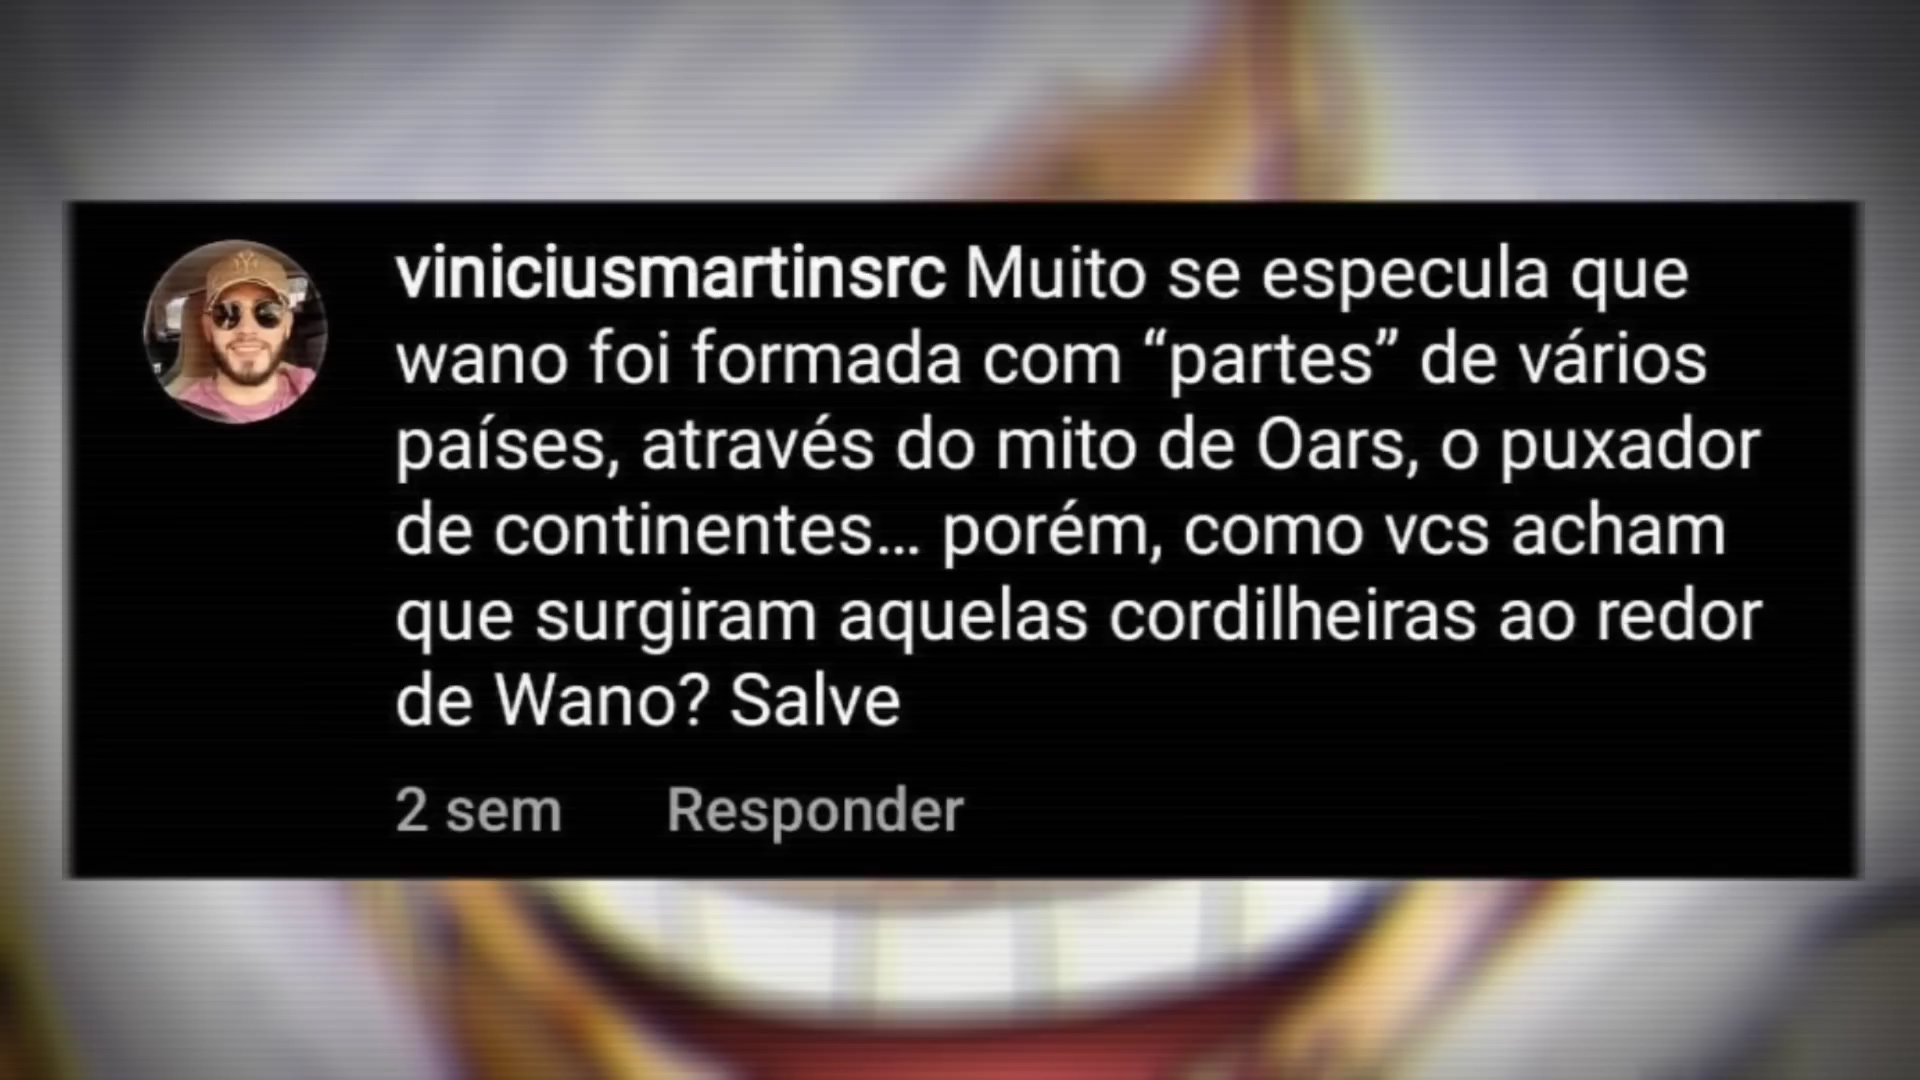 viniciusmartinsrc Muito se especula que
wano foi formada com “partes” de vários
países, através do mito de Oars, o puxador
de continentes... porém, como vcs acham
que surgiram aquelas cordilheiras ao redor
de Wano? Salve
2 sem Responder